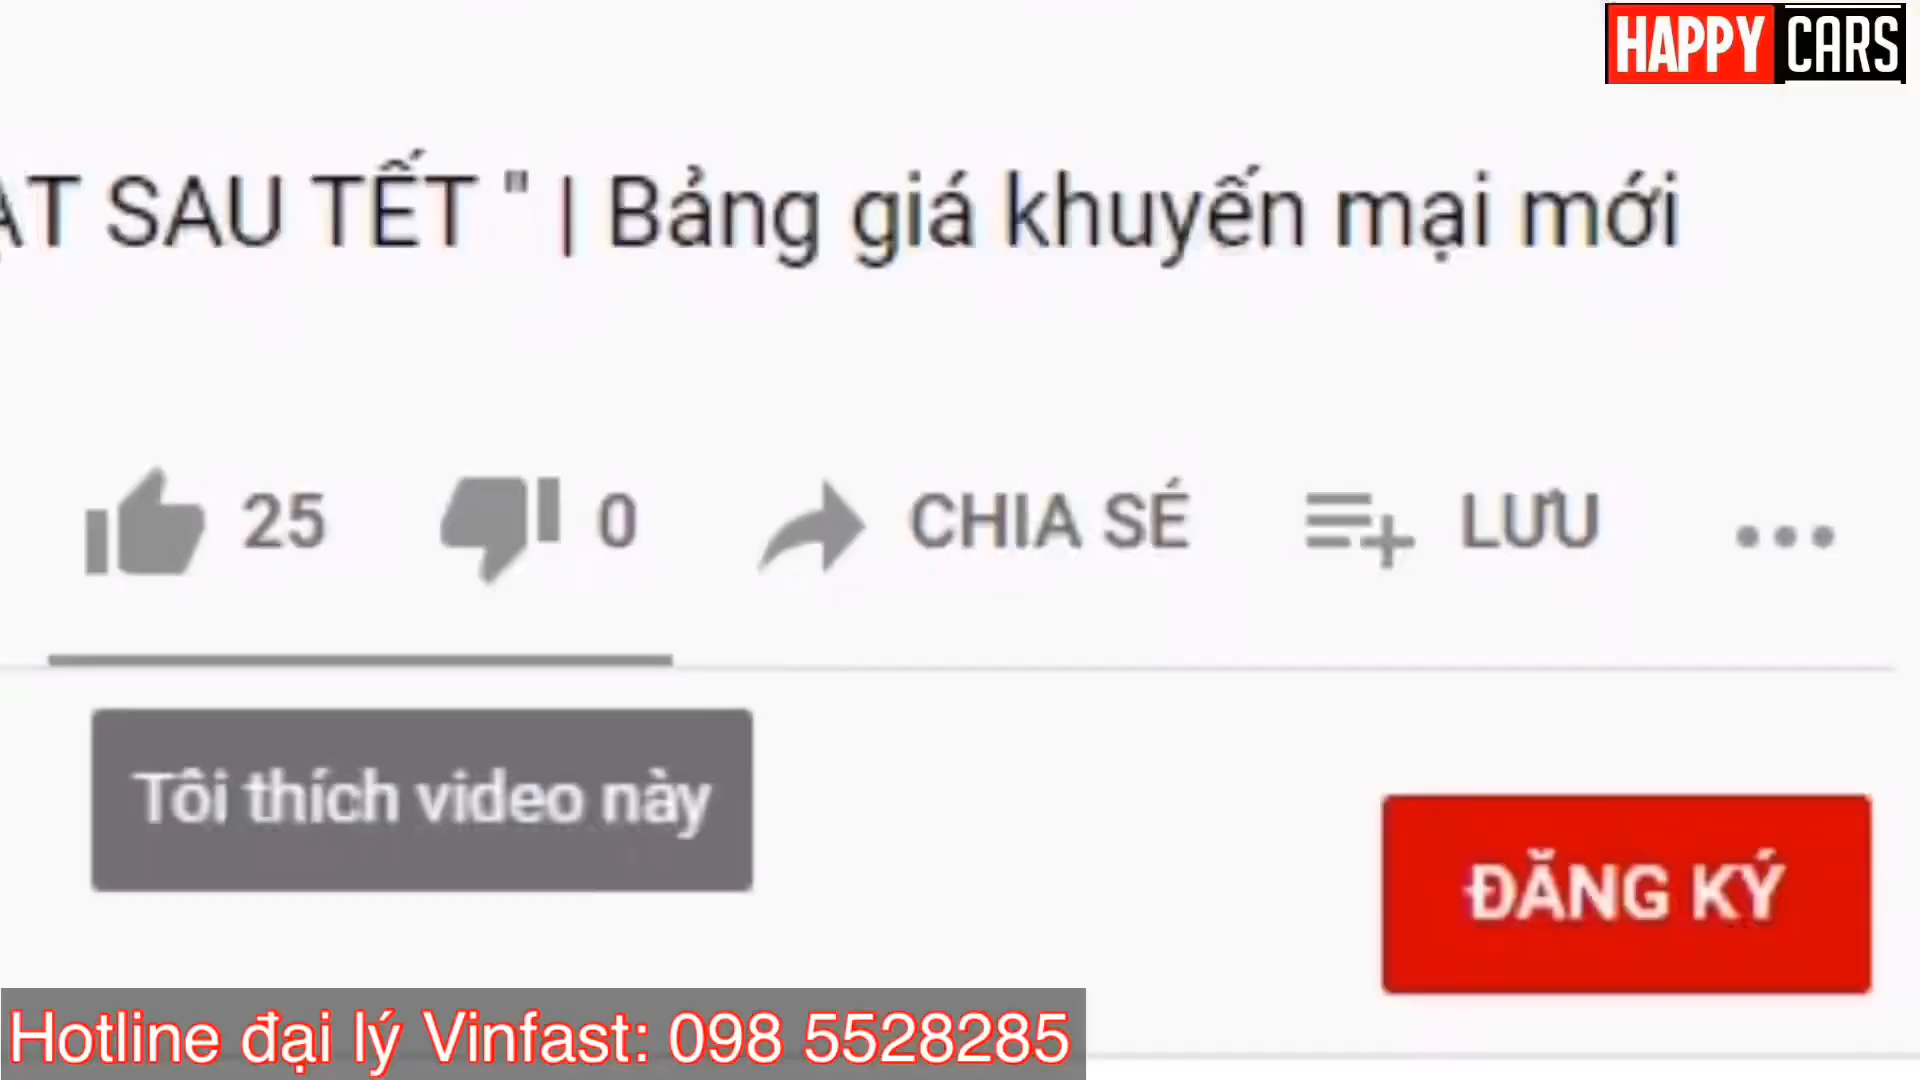 HAPPY CARS
ẠT SAU TẾT " | Bảng giá khuyến mại mới
25 0 CHIA SẺ LƯU
Tôi thích video này
ĐĂNG KÝ
Hotline đại lý Vinfast: 098 5528285